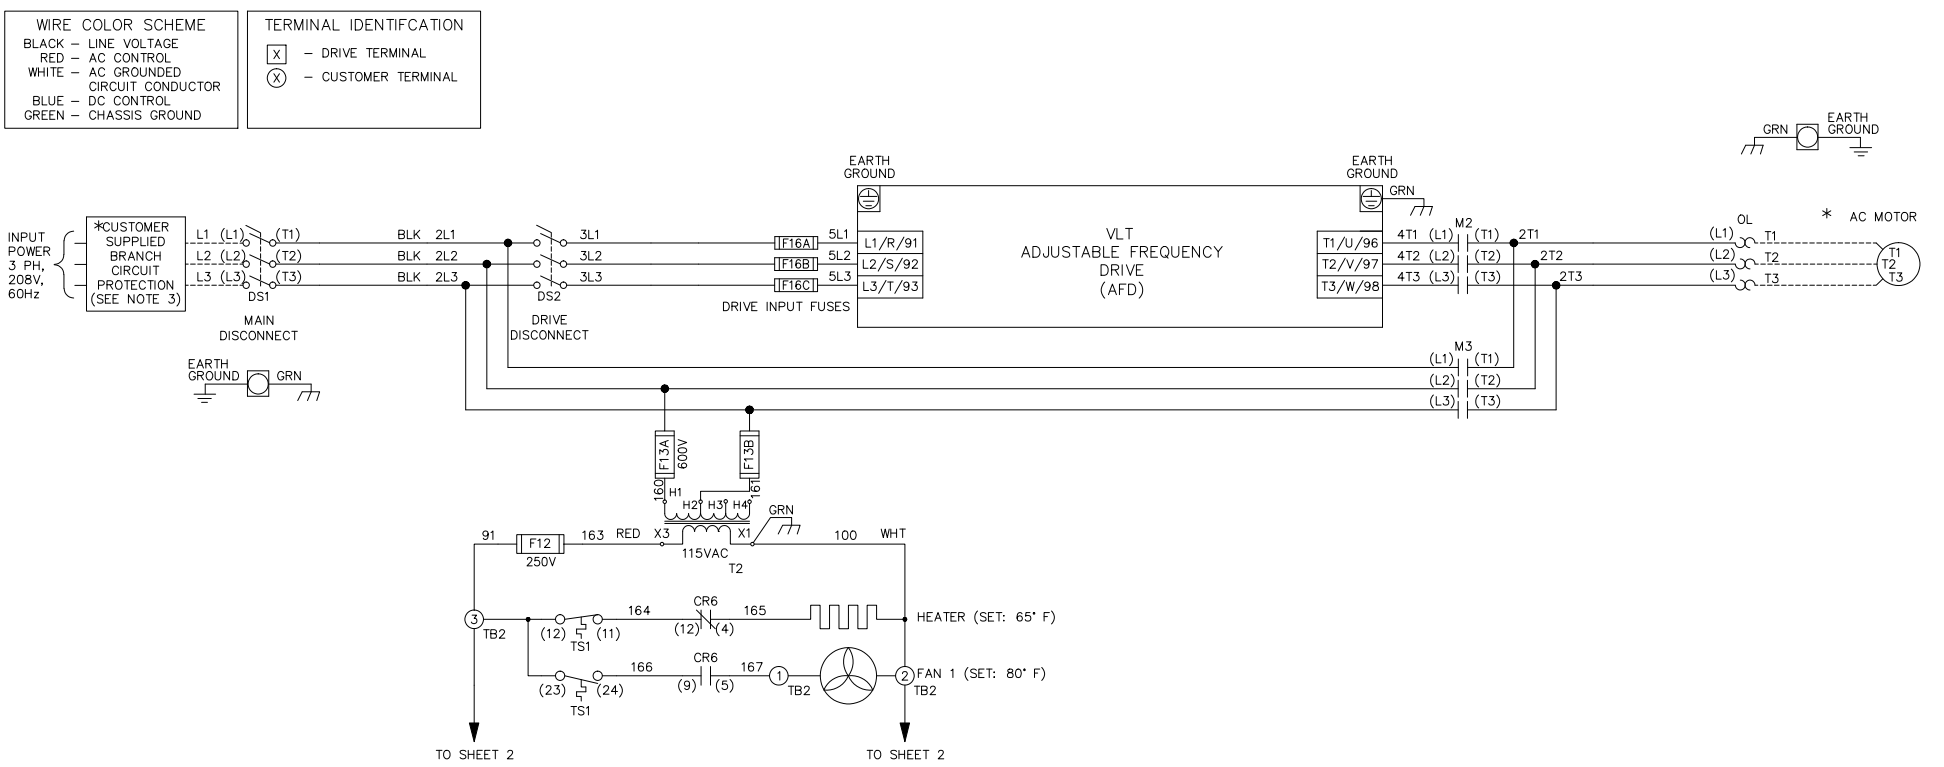 WIRE COLOR SCHEME
BLACK – LINE VOLTAGE
RED – AC CONTROL
WHITE – AC GROUNDED
CIRCUIT CONDUCTOR
BLUE – DC CONTROL
GREEN – CHASSIS GROUND
TERMINAL IDENTIFCATION
X – DRIVE TERMINAL
X – CUSTOMER TERMINAL
GRN
EARTH
GROUND
INPUT
POWER
3 PH,
208V,
60Hz
*CUSTOMER
SUPPLIED
BRANCH
CIRCUIT
PROTECTION
(SEE NOTE 3)
L1 (L1) (T1)
L2 (L2) (T2)
L3 (L3) (T3)
DS1
MAIN
DISCONNECT
BLK 2L1
BLK 2L2
BLK 2L3
3L1
3L2
3L3
DS2
DRIVE
DISCONNECT
F16A
F16B
F16C
DRIVE INPUT FUSES
5L1
5L2
5L3
EARTH
GROUND
L1/R/91
L2/S/92
L3/T/93
VLT
ADJUSTABLE FREQUENCY
DRIVE
(AFD)
EARTH
GROUND
GRN
T1/U/96
T2/V/97
T3/W/98
M2
4T1 (L1) (T1) 2T1
4T2 (L2) (T2) 2T2
4T3 (L3) (T3) 2T3
OL
(L1) T1
(L2) T2
(L3) T3
* AC MOTOR
T1
T2
T3
M3
(L1) (T1)
(L2) (T2)
(L3) (T3)
EARTH
GROUND
GRN
F13A
600V
F13B
160
161
H1
H2 H3 H4
GRN
91
F12
250V
163 RED X3
X1
115VAC
T2
100 WHT
3
TB2
(12) (11)
TS1
164
CR6
(12) (4)
165
HEATER (SET: 65° F)
(23) (24)
TS1
166
CR6
(9) (5)
167
1
TB2
2
TB2
FAN 1 (SET: 80° F)
TO SHEET 2
TO SHEET 2